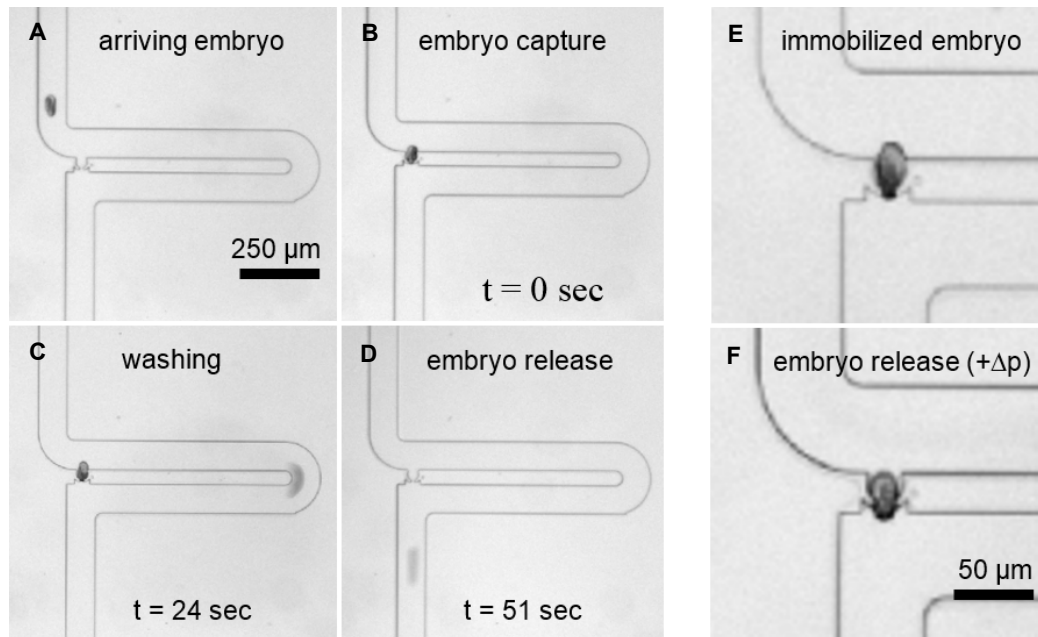 A
arriving embryo
250 µm
B
embryo capture
t = 0 sec
C
washing
t = 24 sec
D
embryo release
t = 51 sec
E
immobilized embryo
F
embryo release (+Δp)
50 µm